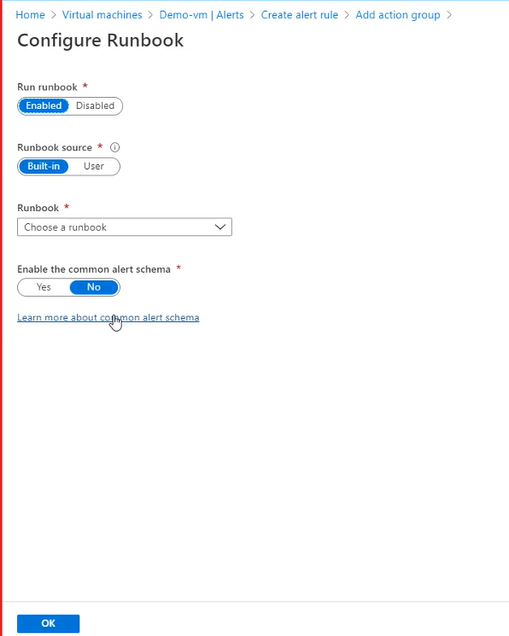 Home > Virtual machines > Demo-vm | Alerts > Create alert rule > Add action group >
Configure Runbook
Run runbook *
Enabled Disabled
Runbook source *
Built-in User
Runbook *
Choose a runbook
Enable the common alert schema *
Yes No
Learn more about common alert schema
OK